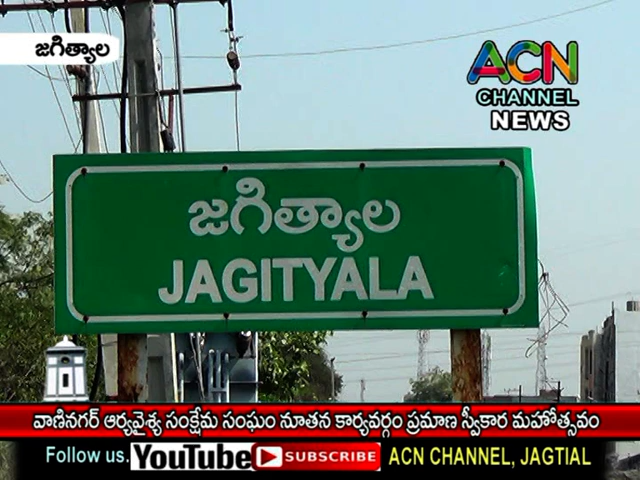 జగిత్యాల
ACN
CHANNEL
NEWS
జగిత్యాల
JAGITYALA
వాణినగర్ ఆర్యవైశ్య సంక్షేమ సంఘం నూతన కార్యవర్గం ప్రమాణ స్వీకార మహోత్సవం
Follow us. YouTube SUBSCRIBE ACN CHANNEL, JAGTIAL